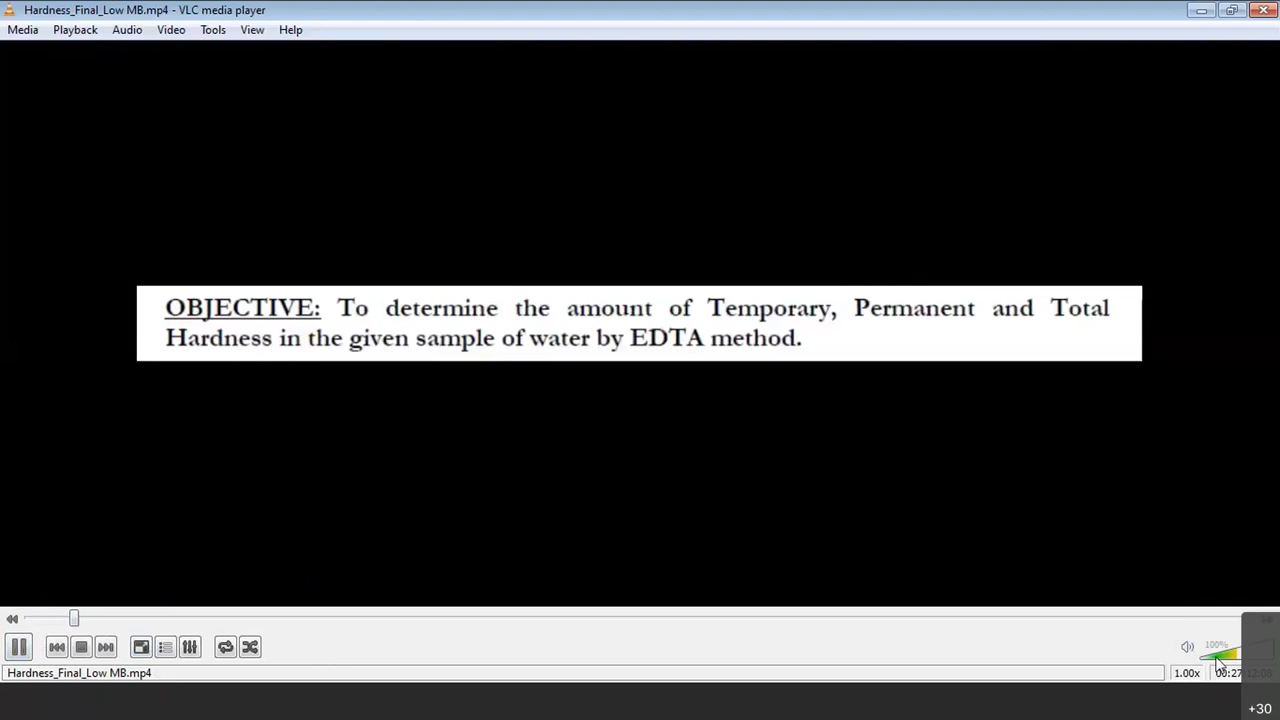 Hardness_Final_Low MB.mp4 - VLC media player
Media Playback Audio Video Tools View Help
OBJECTIVE: To determine the amount of Temporary, Permanent and Total
Hardness in the given sample of water by EDTA method.
100%
Hardness_Final_Low MB.mp4
1.00x
+30